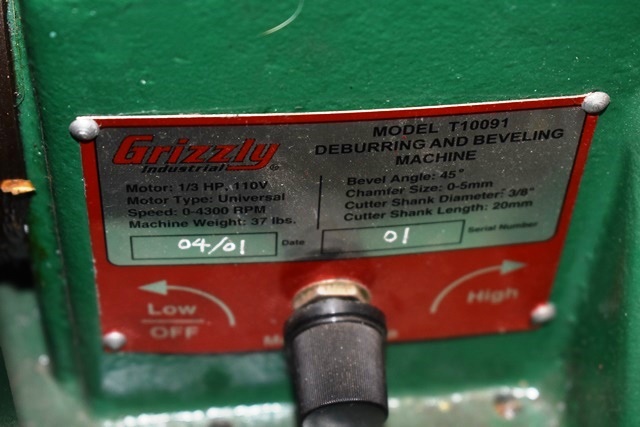 Grizzly
Industrial
MODEL T10091
DEBURRING AND BEVELING
MACHINE
Motor: 1/3 HP, 110V
Motor Type: Universal
Speed: 0-4300 RPM
Machine Weight: 37 lbs.
Bevel Angle: 45°
Chamfer Size: 0-5mm
Cutter Shank Diameter: 3/8"
Cutter Shank Length: 20mm
04/01 Date
01 Serial Number
Low
OFF
High